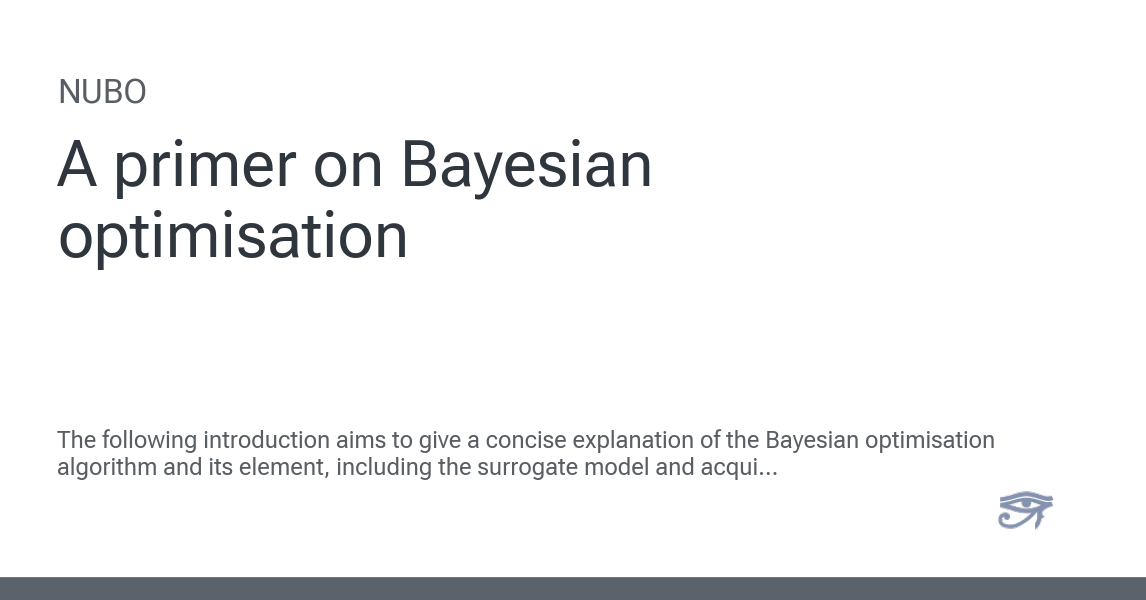 NUBO
A primer on Bayesian
optimisation
The following introduction aims to give a concise explanation of the Bayesian optimisation
algorithm and its element, including the surrogate model and acqui...